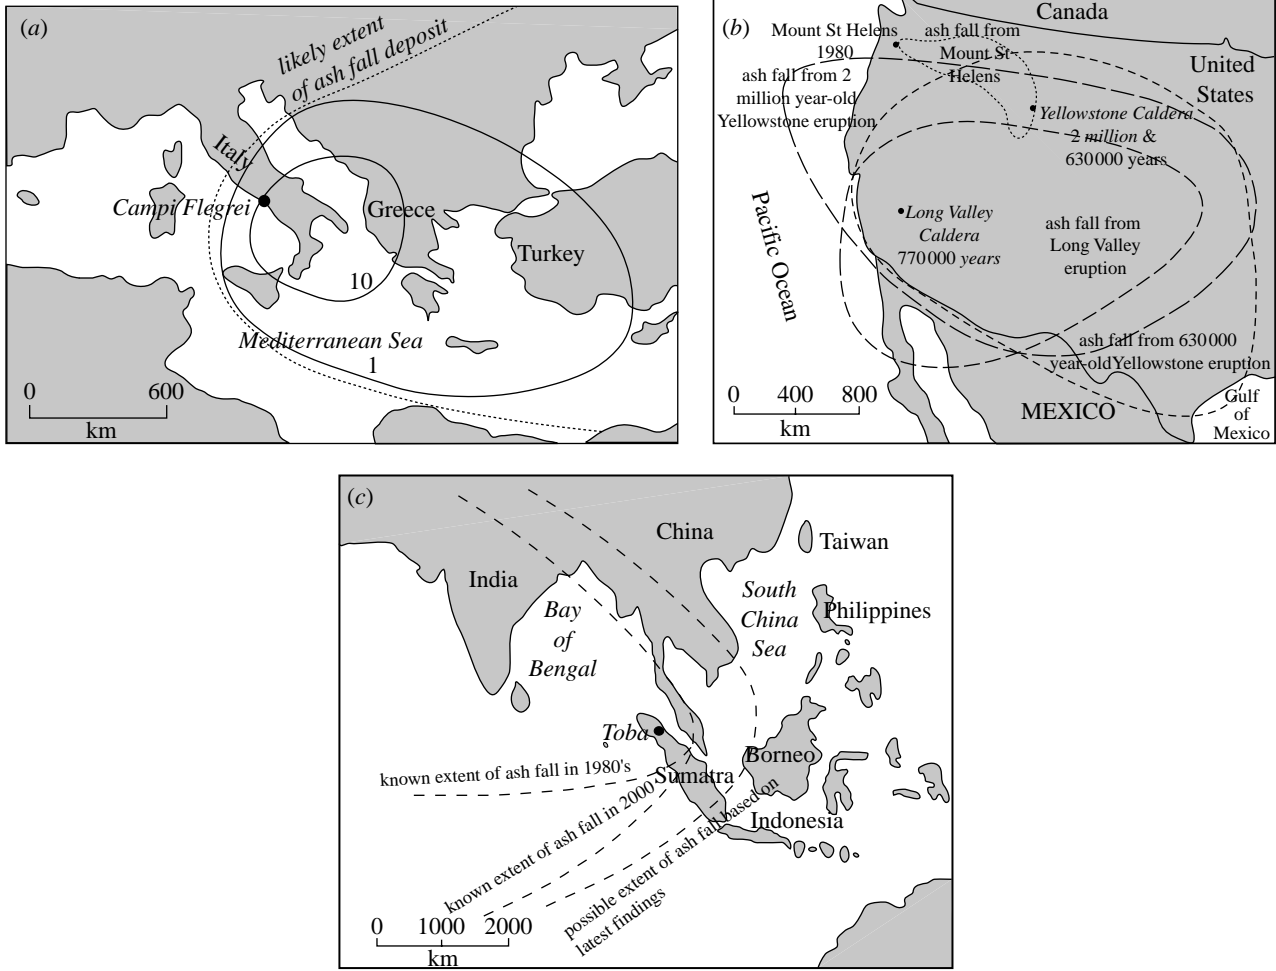 (a)
likely extent
of ash fall deposit
Italy
Campi Flegrei
Greece
Turkey
10
Mediterranean Sea
1
0 600
km
(b)
Canada
Mount St Helens
1980
ash fall from
Mount St
Helens
United
States
ash fall from 2
million year-old
Yellowstone eruption
Yellowstone Caldera
2 million &
630000 years
Pacific Ocean
Long Valley
Caldera
770000 years
ash fall from
Long Valley
eruption
ash fall from 630000
year-oldYellowstone eruption
0 400 800
km
MEXICO
Gulf
of
Mexico
(c)
China
Taiwan
India
South
China
Sea
Bay
of
Bengal
Philippines
Toba
Borneo
known extent of ash fall in 1980's
Sumatra
known extent of ash fall in 2000
Indonesia
possible extent of ash fall based on
latest findings
0 1000 2000
km